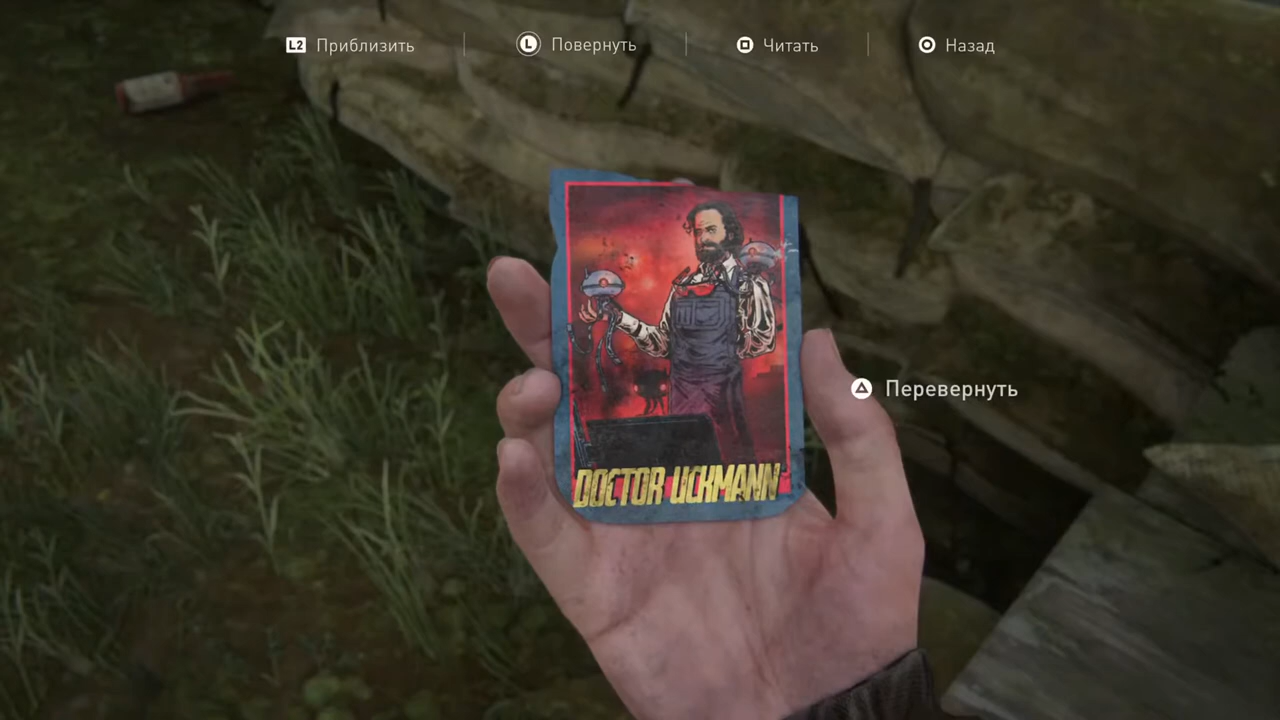 L2 Приблизить
L Повернуть
Читать
Назад
Перевернуть
DOCTOR UCKMANN